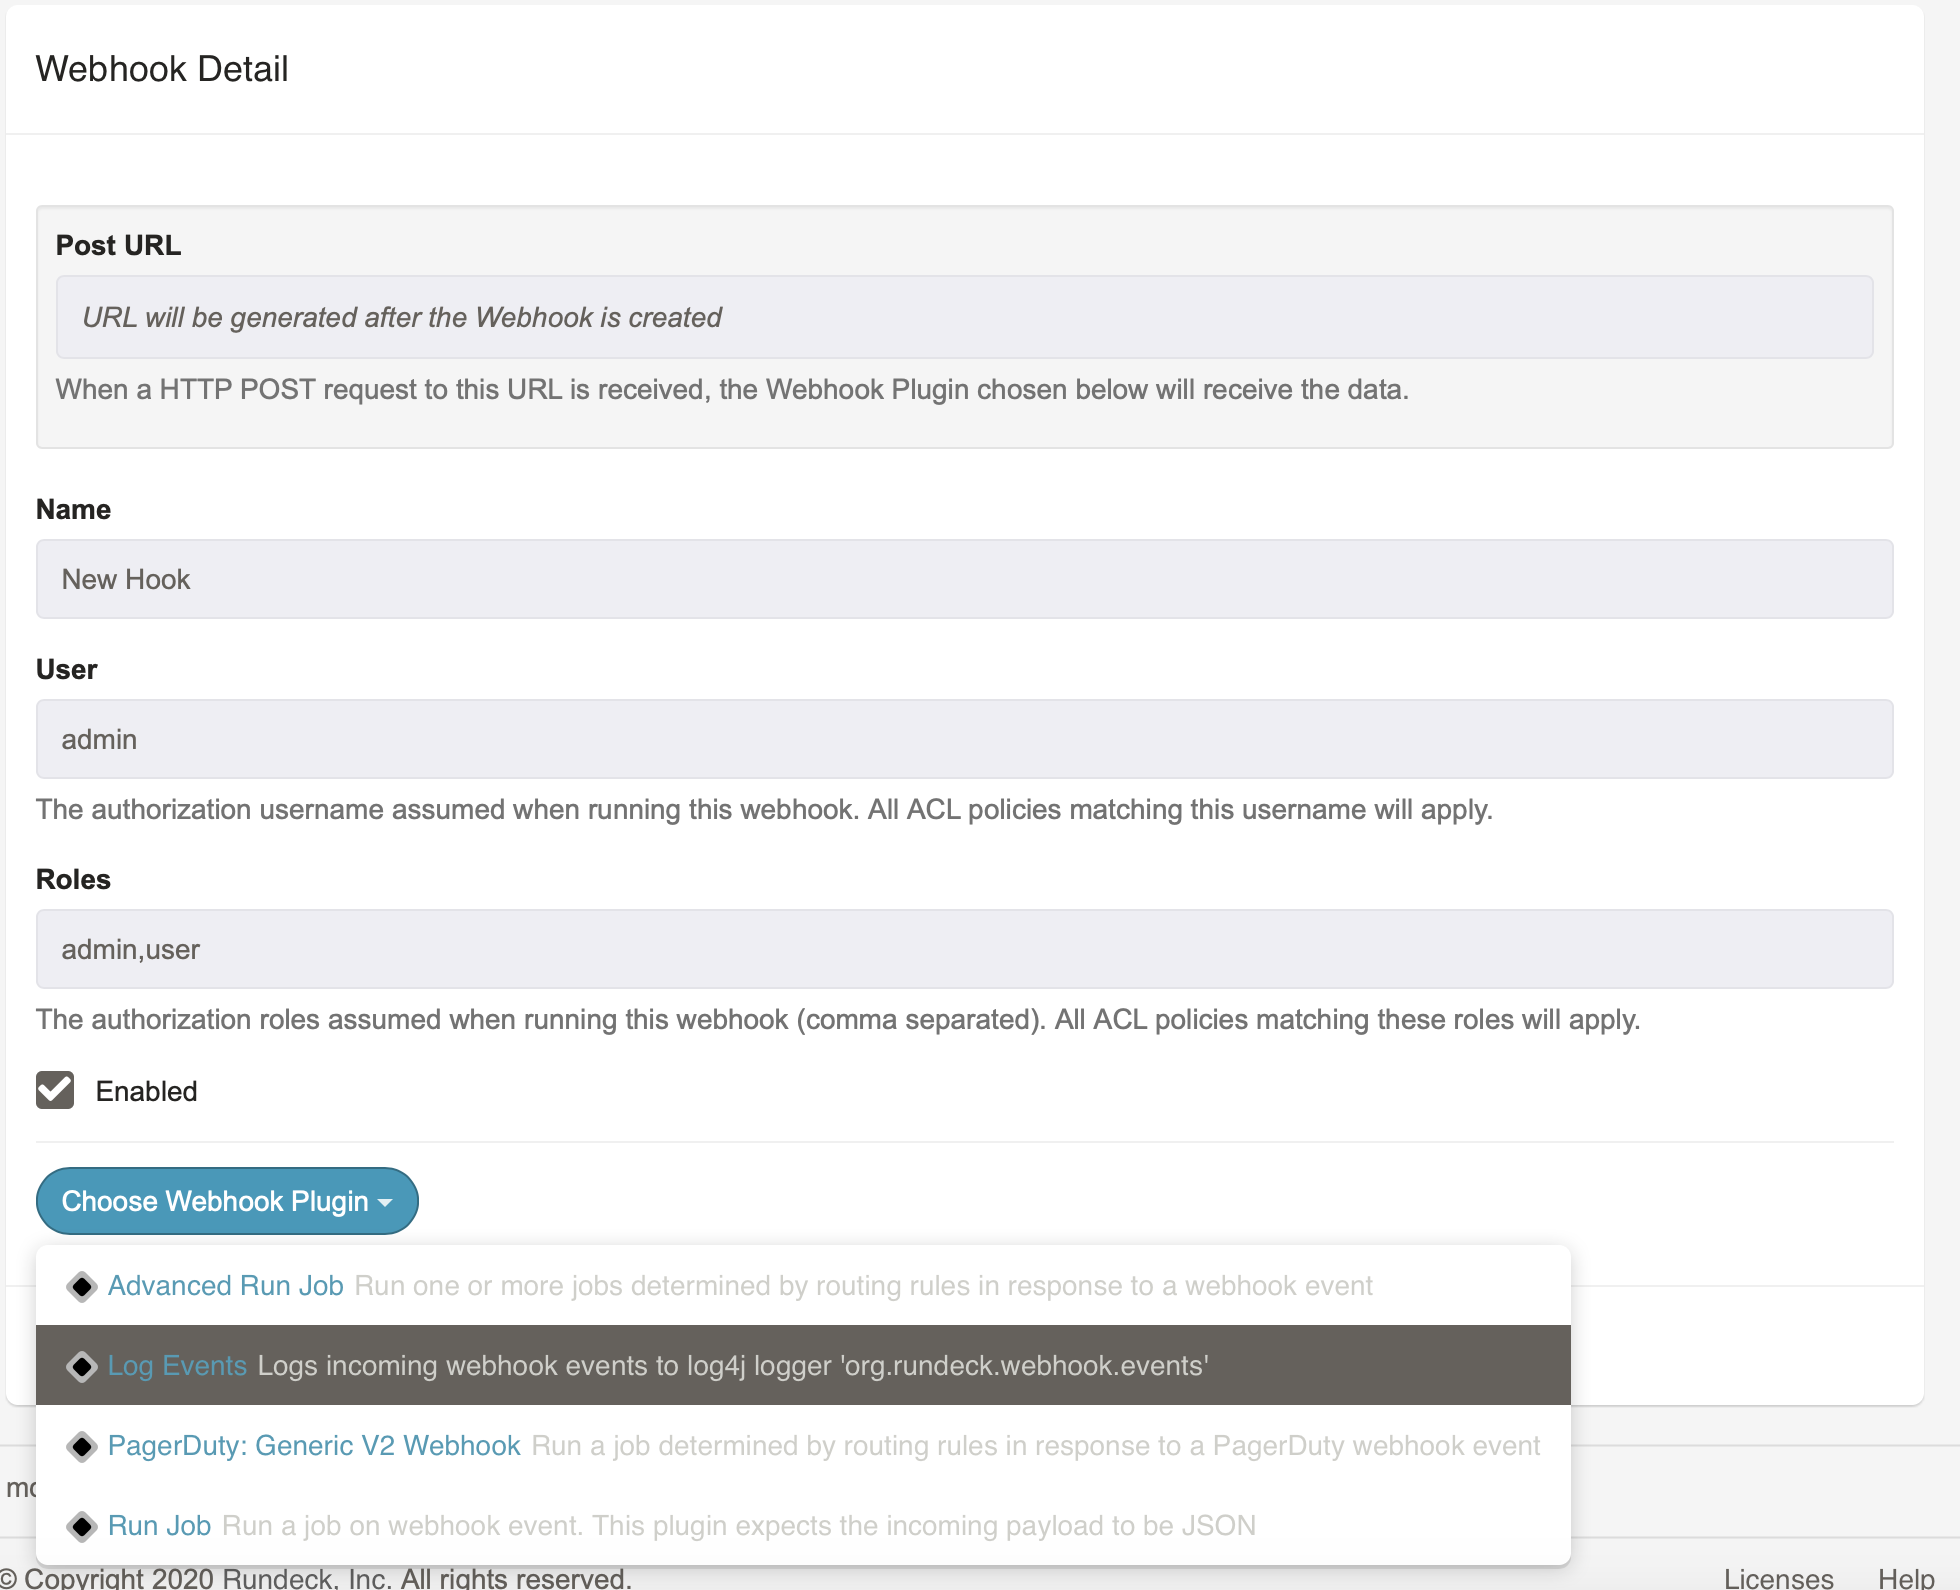 Webhook Detail
Post URL
URL will be generated after the Webhook is created
When a HTTP POST request to this URL is received, the Webhook Plugin chosen below will receive the data.
Name
New Hook
User
admin
The authorization username assumed when running this webhook. All ACL policies matching this username will apply.
Roles
admin,user
The authorization roles assumed when running this webhook (comma separated). All ACL policies matching these roles will apply.
Enabled
Choose Webhook Plugin
Advanced Run Job Run one or more jobs determined by routing rules in response to a webhook event
Log Events Logs incoming webhook events to log4j logger 'org.rundeck.webhook.events'
PagerDuty: Generic V2 Webhook Run a job determined by routing rules in response to a PagerDuty webhook event
Run Job Run a job on webhook event. This plugin expects the incoming payload to be JSON
© Copyright 2020 Rundeck, Inc. All rights reserved.
Licenses Help